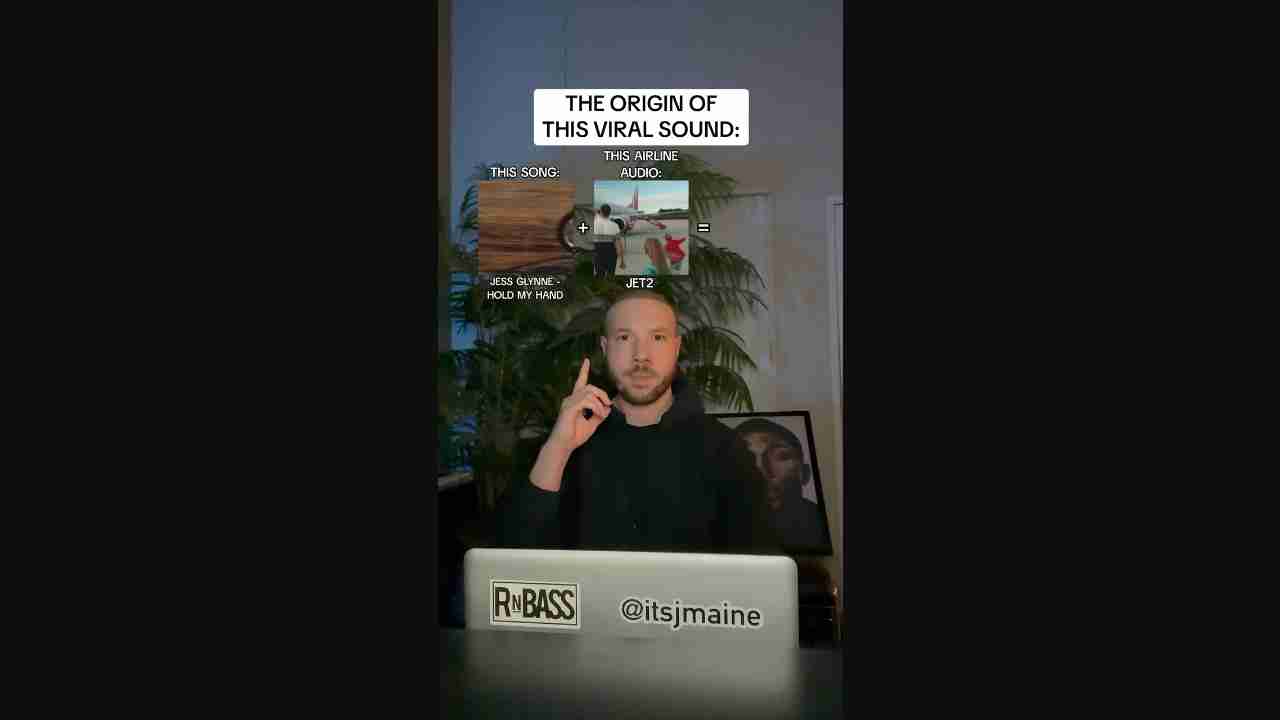 THE ORIGIN OF
THIS VIRAL SOUND:
THIS SONG:
THIS AIRLINE
AUDIO:
+
=
JESS GLYNNE -
HOLD MY HAND
JET2
RNBASS
@itsjmaine